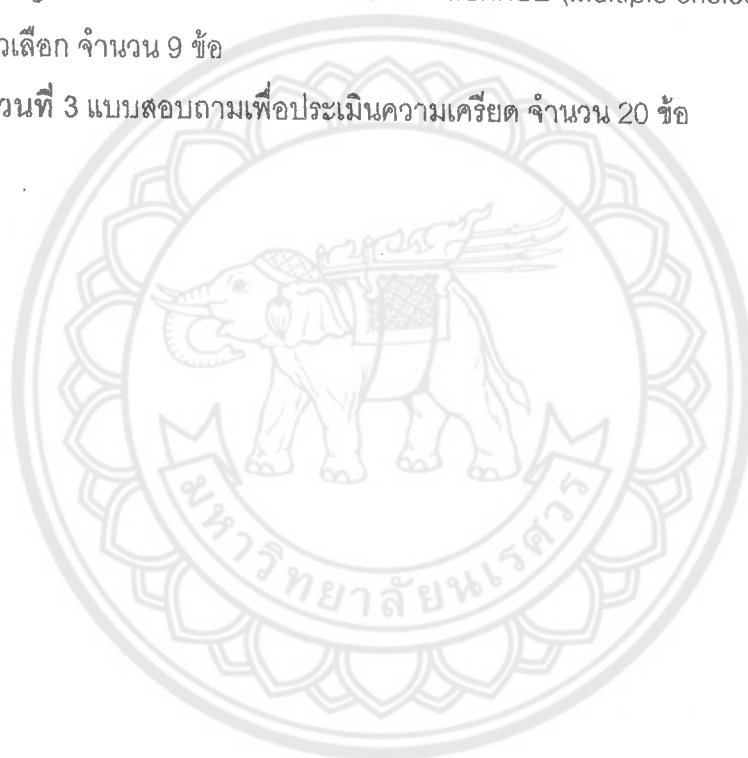 (Multiple choice
วเลือก จำนวน 9 ข้อ
วนที่ 3 แบบสอบถามเพื่อประเมินความเครียด จำนวน 20 ข้อ
มหาวิทยาลัยนเรศวร